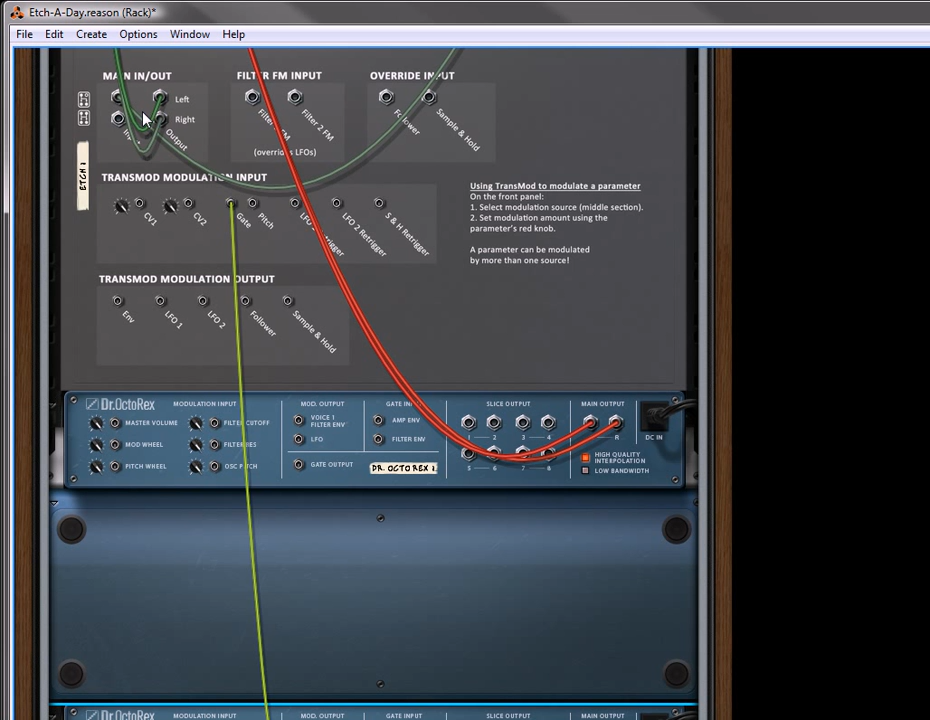 Etch-A-Day.reason (Rack)*
File Edit Create Options Window Help
MAIN IN/OUT
Left
Right
Output
FILTER FM INPUT
Filter 2 FM
(overrides LFOs)
OVERRIDE INPUT
Follower
Sample & Hold
ETCH 1
TRANSMOD MODULATION INPUT
CV1
CV2
Gate
Pitch
LFO 2 Retrigger
S & H Retrigger
Using TransMod to modulate a parameter
On the front panel:
1. Select modulation source (middle section).
2. Set modulation amount using the
parameter's red knob.
A parameter can be modulated
by more than one source!
TRANSMOD MODULATION OUTPUT
Env
LFO 1
LFO 2
Follower
Sample & Hold
Dr.OctoRex
MODULATION INPUT
MASTER VOLUME
FILTER CUTOFF
MOD WHEEL
FILTER RES
PITCH WHEEL
OSC PITCH
MOD. OUTPUT
VOICE 1
FILTER ENV
LFO
GATE OUTPUT
GATE INPUT
AMP ENV
FILTER ENV
DR. OCTO REX 1
SLICE OUTPUT
1 2 3 4
5 6 7 8
MAIN OUTPUT
R
HIGH QUALITY
INTERPOLATION
LOW BANDWIDTH
DC IN
Dr.OctoRex
MODULATION INPUT
MOD. OUTPUT
GATE INPUT
SLICE OUTPUT
MAIN OUTPUT